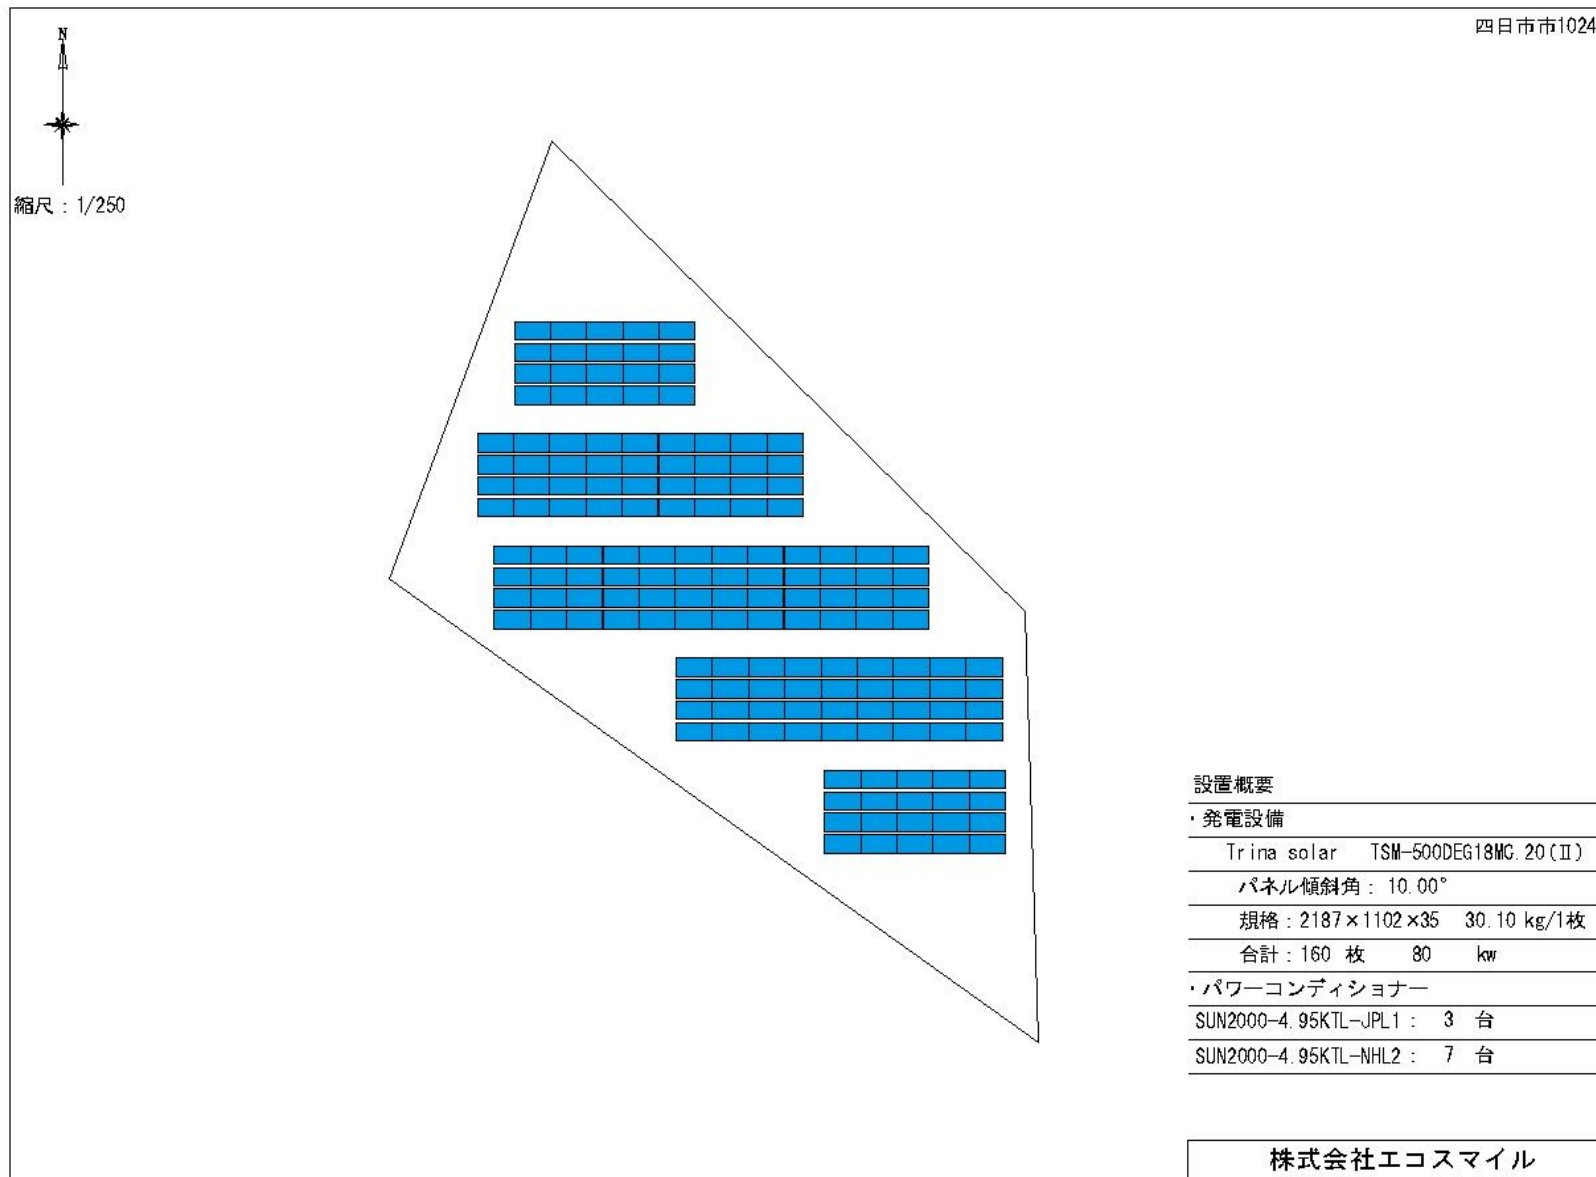 四日市市1024
N
縮尺：1/250
設置概要
・発電設備
Trina solar TSM-500DEG18MC.20(Ⅱ)
パネル傾斜角：10.00°
規格：2187×1102×35 30.10 kg/1枚
合計：160 枚 80 kw
・パワーコンディショナー
SUN2000-4.95KTL-JPL1： 3 台
SUN2000-4.95KTL-NHL2： 7 台
株式会社エコスマイル